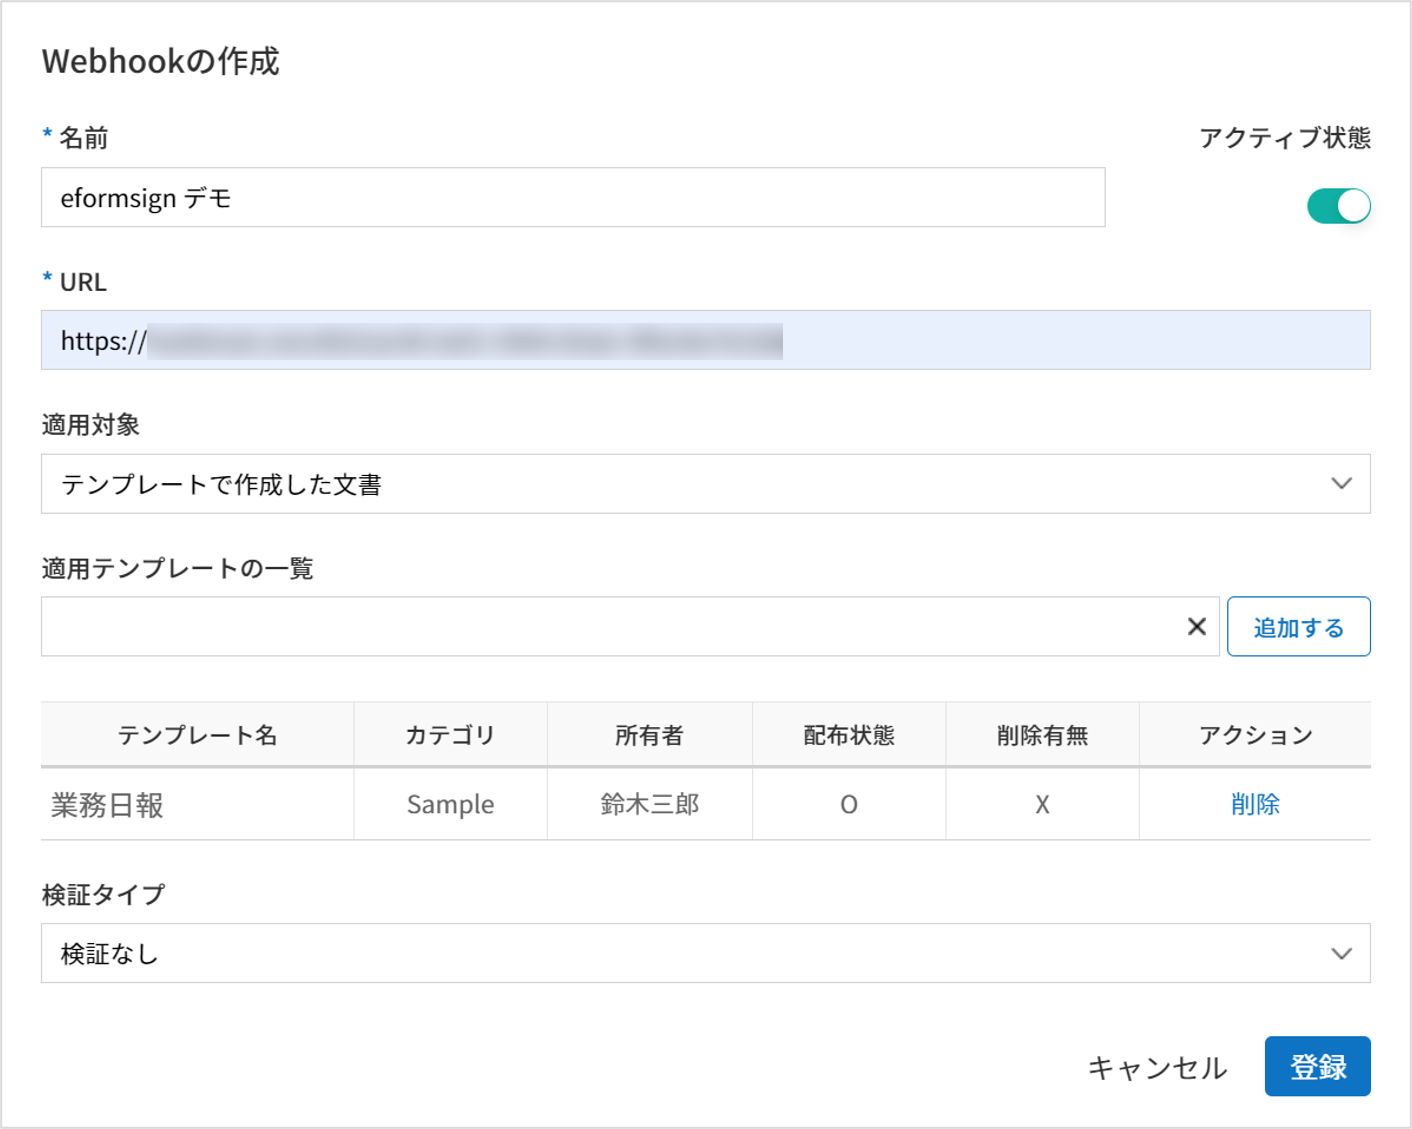 Webhookの作成
* 名前
アクティブ状態
eformsign デモ
* URL
https://
適用対象
テンプレートで作成した文書
適用テンプレートの一覧
追加する
テンプレート名 カテゴリ 所有者 配布状態 削除有無 アクション
業務日報 Sample 鈴木三郎 O X 削除
検証タイプ
検証なし
キャンセル 登録